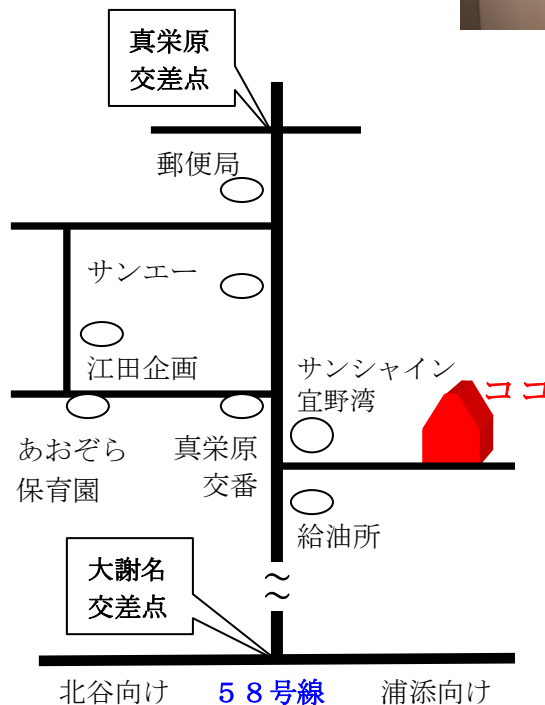 真栄原
交差点
郵便局
サンエー
江田企画
サンシャイン
宜野湾
ココ
あおぞら
保育園
真栄原
交番
給油所
大謝名
交差点
北谷向け
５８号線
浦添向け